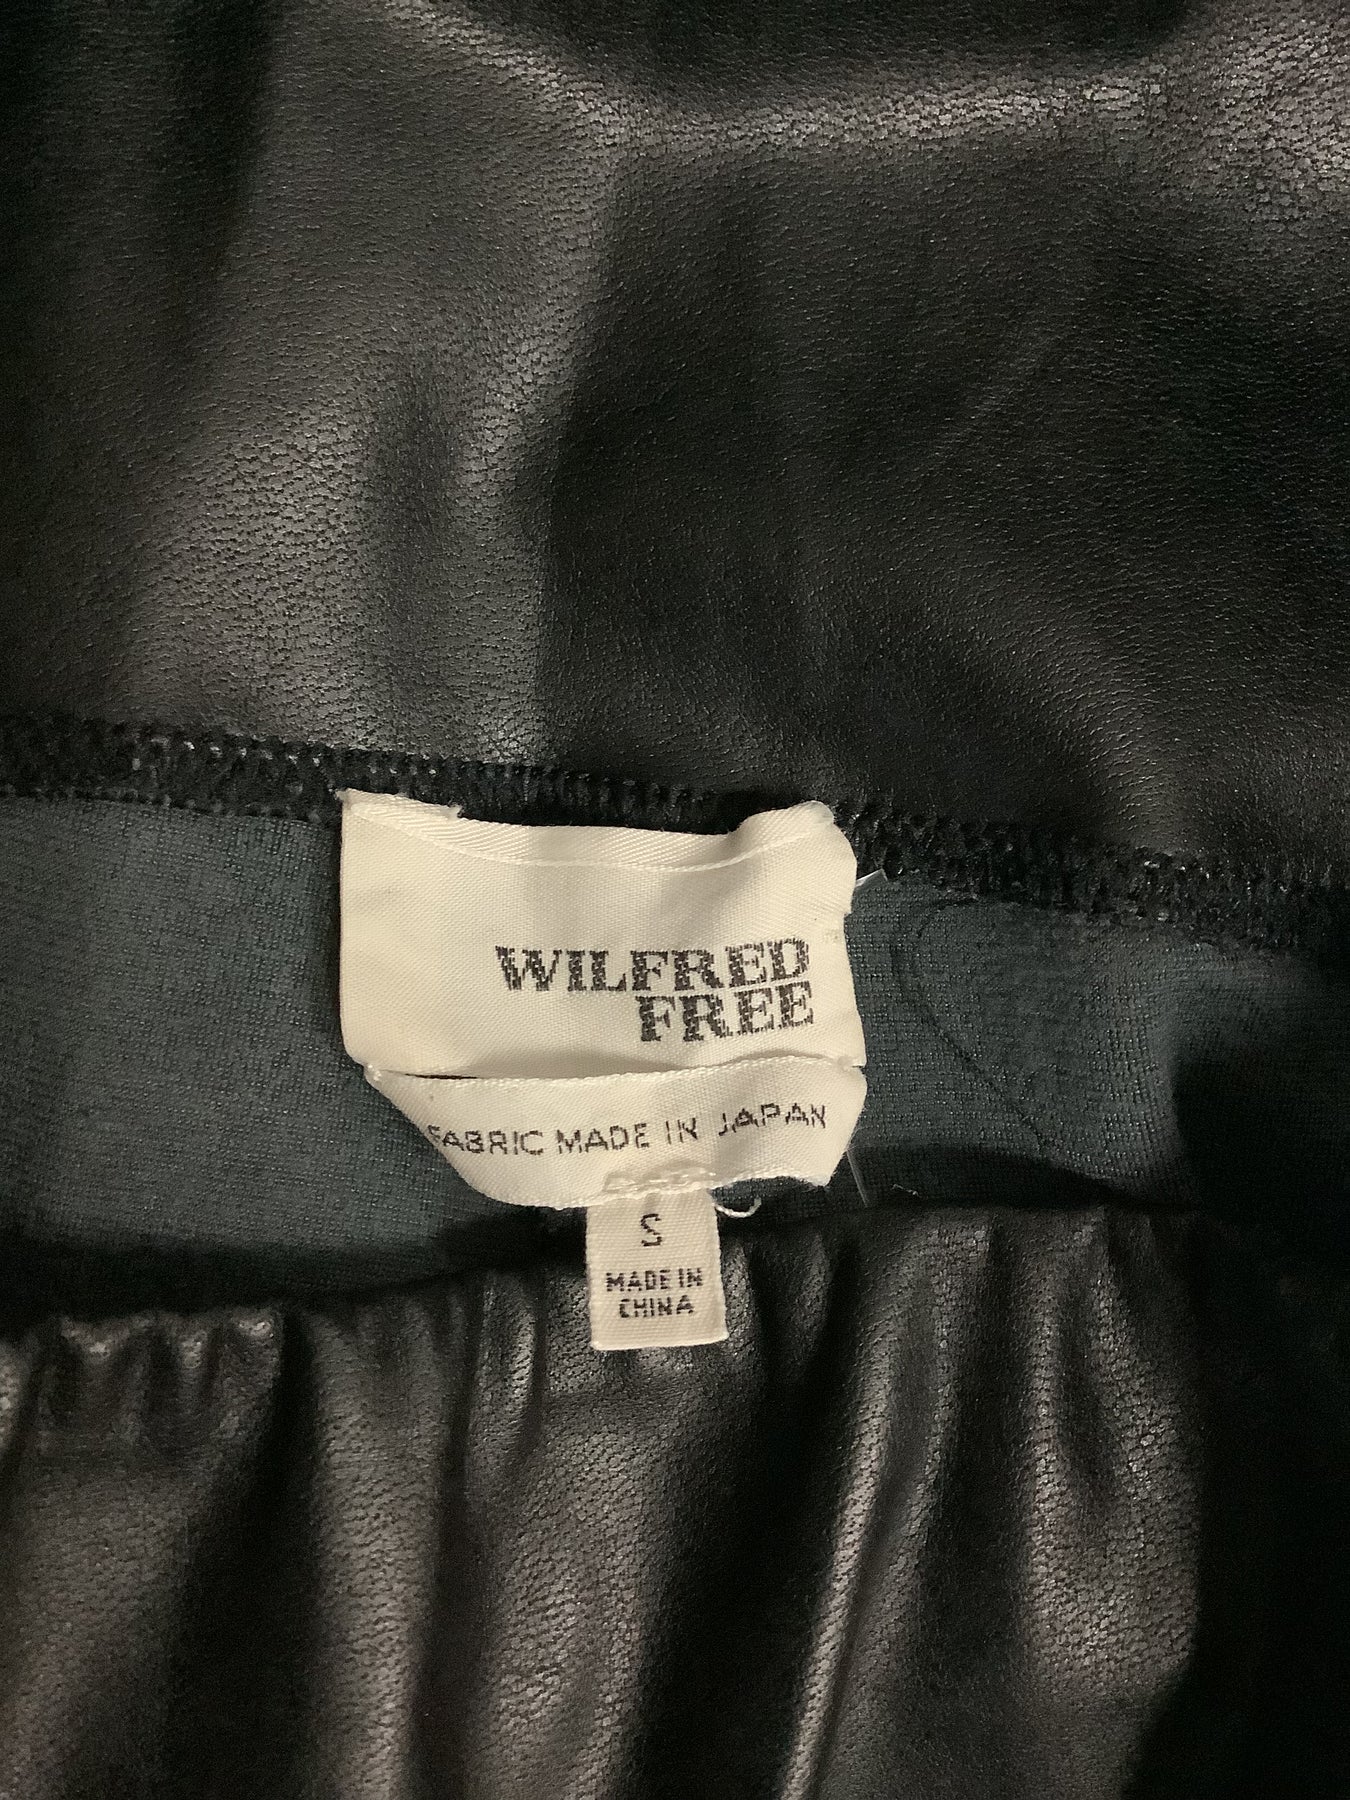 WILFRED
FREE
FABRIC MADE IN JAPAN
S
MADE IN
CHINA